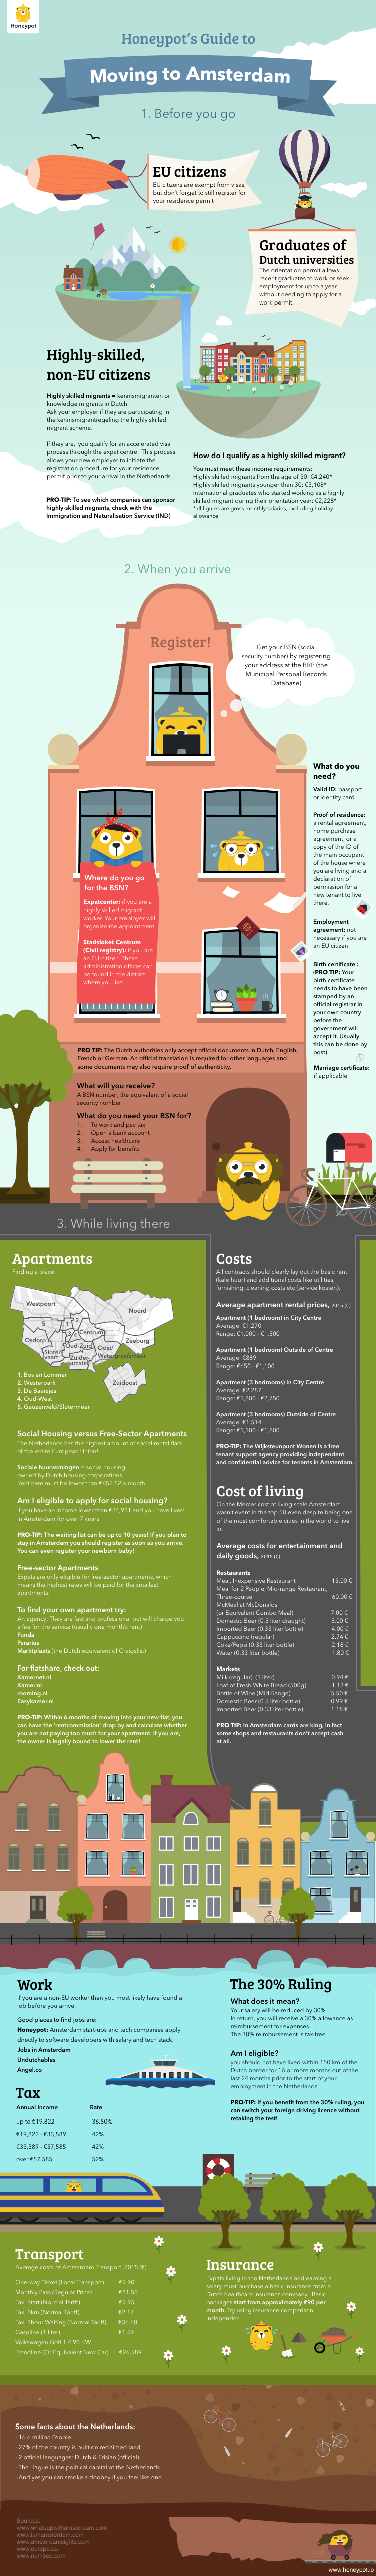 Honeypot
Honeypot's Guide to
Moving to Amsterdam
1. Before you go
EU citizens
EU citizens are exempt from visas,
but don't forget to still register for
your residence permit
Graduates of
Dutch universities
The orientation permit allows
recent graduates to work or seek
employment for up to a year
without needing to apply for a
work permit.
Highly-skilled,
non-EU citizens
Highly skilled migrants = kennismigranten or
knowledge migrants in Dutch.
Ask your employer if they are participating in
the kennismigrantregeling the highly skilled
migrant scheme.
If they are, you qualify for an accelerated visa
process through the expat centre. This process
allows your new employer to initiate the
registration procedure for your residence
permit prior to your arrival in the Netherlands.
PRO-TIP: To see which companies can sponsor
highly-skilled migrants, check with the
Immigration and Naturalisation Service (IND)
How do I qualify as a highly skilled migrant?
You must meet these income requirements:
Highly skilled migrants from the age of 30: €4,240*
Highly skilled migrants younger than 30: €3,108*
International graduates who started working as a highly
skilled migrant during their orientation year: €2,228*
*all figures are gross monthly salaries, excluding holiday
allowance
2. When you arrive
Register!
Get your BSN (social
security number) by registering
your address at the BRP (the
Municipal Personal Records
Database)
What do you
need?
Valid ID: passport
or identity card
Proof of residence:
a rental agreement,
home purchase
agreement, or a
copy of the ID of
the main occupant
of the house where
you are living and a
declaration of
permission for a
new tenant to live
there.
Employment
agreement: not
necessary if you are
an EU citizen
Birth certificate :
(PRO TIP: Your
birth certificate
needs to have been
stamped by an
official registrar in
your own country
before the
government will
accept it. Usually
this can be done by
post).
Marriage certificate:
if applicable
Where do you go
for the BSN?
Expatcenter: if you are a
highly skilled migrant
worker. Your employer will
organize the appointment.
Stadsloket Centrum
(Civil registry): if you are
an EU-citizen. These
administration offices can
be found in the district
where you live.
PRO TIP: The Dutch authorities only accept official documents in Dutch, English,
French or German. An official translation is required for other languages and
some documents may also require proof of authenticity.
What will you receive?
A BSN number, the equivalent of a social
security number
What do you need your BSN for?
1. To work and pay tax
2. Open a bank account
3. Access healthcare
4. Apply for benefits
3. While living there
Apartments
Finding a place
Westpoort
Noord
Centrum
Osdorp
Zeeburg
Zuidoost
1. Bos en Lommer
2. Westerpark
3. De Baarsjes
4. Oud-West
5. Geuzenveld/Slotermeer
Social Housing versus Free-Sector Apartments
The Netherlands has the highest amount of social rental flats
of the entire European Union!
Sociale huurwoningen = social housing
owned by Dutch housing corporations.
Rent here must be lower than €652,52 a month.
Am I eligible to apply for social housing?
If you have an income lower than €34,911 and you have lived
in Amsterdam for over 7 years
PRO-TIP: The waiting list can be up to 10 years! If you plan to
stay in Amsterdam you should register as soon as you arrive.
You can even register your newborn baby!
Free-sector Apartments
Expats are only eligible for free-sector apartments, which
means the highest rates will be paid for the smallest
apartments.
To find your own apartment try:
An agency: They are fast and professional but will charge you
a fee for the service (usually one month's rent)
Funda
Pararius
Marktplaats (the Dutch equivalent of Craigslist)
For flatshare, check out:
Kamernet.nl
Kamer.nl
rooming.nl
Easykamer.nl
PRO-TIP: Within 6 months of moving into your new flat, you
can have the 'rentcommission' drop by and calculate whether
you are not paying too much for your apartment. If you are,
the owner is legally bound to lower the rent!
Costs
All contracts should clearly lay out the basic rent
(kale huur) and additional costs like utilities,
furnishing, cleaning costs etc (service kosten).
Average apartment rental prices, 2015 (€)
Apartment (1 bedroom) in City Centre
Average: €1,270
Range: €1,000 - €1,500
Apartment (1 bedroom) Outside of Centre
Average: €889
Range: €650 - €1,100
Apartment (3 bedrooms) in City Centre
Average: €2,287
Range: €1,800 - €2,750
Apartment (3 bedrooms) Outside of Centre
Average: €1,514
Range: €1,100 - €1,800
PRO-TIP: The Wijksteunpunt Wonen is a free
tenant support agency providing independent
and confidential advice for tenants in Amsterdam.
Cost of living
On the Mercer cost of living scale Amsterdam
wasn't event in the top 50 even despite being one
of the most comfortable cities in the world to live
in.
Average costs for entertainment and
daily goods, 2015 (€)
Restaurants
Meal, Inexpensive Restaurant 15.00 €
Meal for 2 People, Mid-range Restaurant,
Three-course 60.00 €
McMeal at McDonalds
(or Equivalent Combo Meal) 7.00 €
Domestic Beer (0.5 liter draught) 5.00 €
Imported Beer (0.33 liter bottle) 4.00 €
Cappuccino (regular) 2.74 €
Coke/Pepsi (0.33 liter bottle) 2.18 €
Water (0.33 liter bottle) 1.80 €
Markets
Milk (regular), (1 liter) 0.94 €
Loaf of Fresh White Bread (500g) 1.13 €
Bottle of Wine (Mid-Range) 5.50 €
Domestic Beer (0.5 liter bottle) 0.99 €
Imported Beer (0.33 liter bottle) 1.18 €
PRO TIP: In Amsterdam cards are king, in fact
some shops and restaurants don't accept cash
at all.
Work
If you are a non-EU worker then you most likely have found a
job before you arrive.
Good places to find jobs are:
Honeypot: Amsterdam start-ups and tech companies apply
directly to software developers with salary and tech stack.
Jobs in Amsterdam
Undutchables
Angel.co
Tax
Annual Income Rate
up to €19,822 36.50%
€19,822 - €33,589 42%
€33,589 - €57,585 42%
over €57,585 52%
The 30% Ruling
What does it mean?
Your salary will be reduced by 30%
In return, you will receive a 30% allowance as
reimbursement for expenses.
The 30% reimbursement is tax-free.
Am I eligible?
you should not have lived within 150 km of the
Dutch border for 16 or more months out of the
last 24 months prior to the start of your
employment in the Netherlands.
PRO-TIP: if you benefit from the 30% ruling, you
can switch your foreign driving licence without
retaking the test!
Transport
Average costs of Amsterdam Transport, 2015 (€)
One-way Ticket (Local Transport) €2.90
Monthly Pass (Regular Price) €81.50
Taxi Start (Normal Tariff) €2.95
Taxi 1km (Normal Tariff) €2.17
Taxi 1hour Waiting (Normal Tariff) €36.60
Gasoline (1 liter) €1.59
Volkswagen Golf 1.4 90 KW
Trendline (Or Equivalent New Car) €26,589
Insurance
Expats living in the Netherlands and earning a
salary must purchase a basic insurance from a
Dutch healthcare insurance company. Basic
packages start from approximately €90 per
month. Try using insurance comparison
Independer.
Some facts about the Netherlands:
- 16.6 million People
- 27% of the country is built on reclaimed land
- 2 official languages: Dutch & Frisian (official)
- The Hague is the political capital of the Netherlands
- And yes you can smoke a doobey if you feel like one..
Sources:
www.whatsupwithamsterdam.com
www.iamamsterdam.com
www.amsterdamsights.com
www.europa.eu
www.numbeo.com
www.honeypot.io